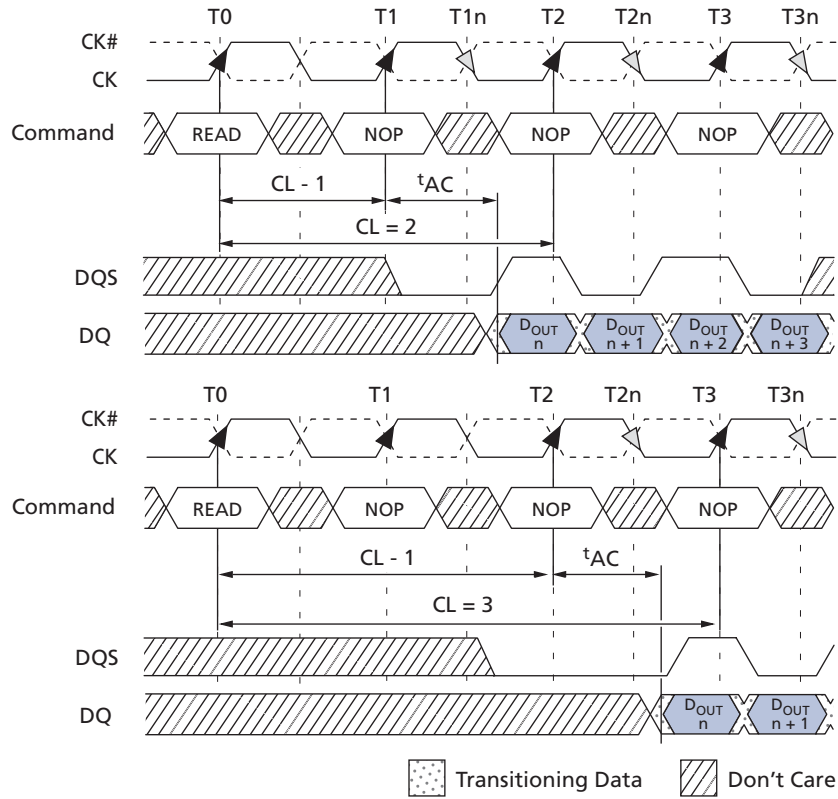 T0 T1 T1n T2 T2n T3 T3n
CK#
CK
Command READ NOP NOP NOP
CL - 1 tAC
CL = 2
DQS
DQ DOUT n DOUT n + 1 DOUT n + 2 DOUT n + 3
T0 T1 T2 T2n T3 T3n
CK#
CK
Command READ NOP NOP NOP
CL - 1 tAC
CL = 3
DQS
DQ DOUT n DOUT n + 1
Transitioning Data Don't Care